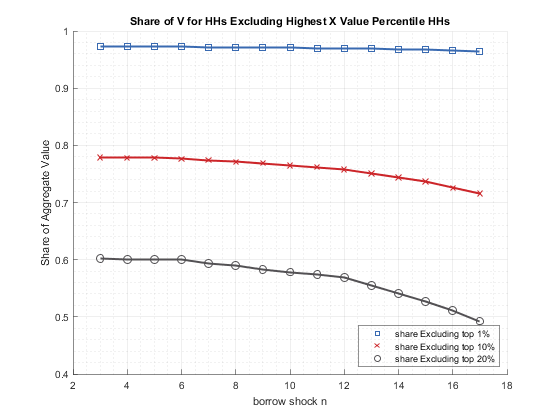 Share of V for HHs Excluding Highest X Value Percentile HHs
1
0.9
0.8
0.7
0.6
0.5
0.4
Share of Aggregate Value
2 4 6 8 10 12 14 16 18
borrow shock n
share Excluding top 1%
share Excluding top 10%
share Excluding top 20%